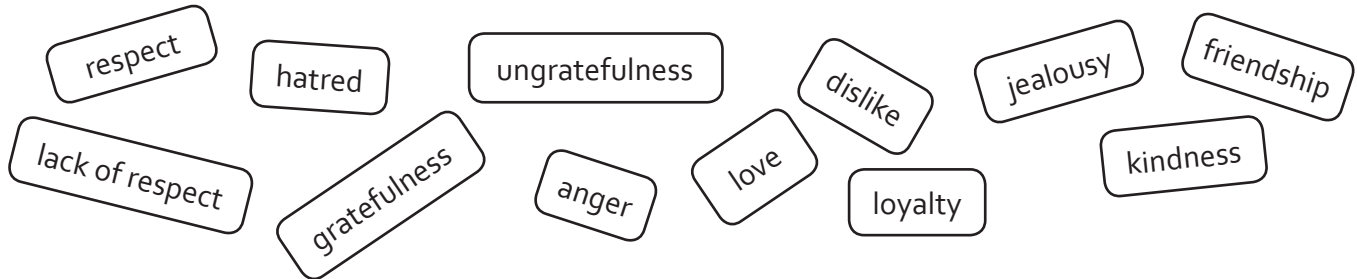 respect
hatred
ungratefulness
dislike
jealousy
friendship
lack of respect
gratefulness
anger
love
loyalty
kindness